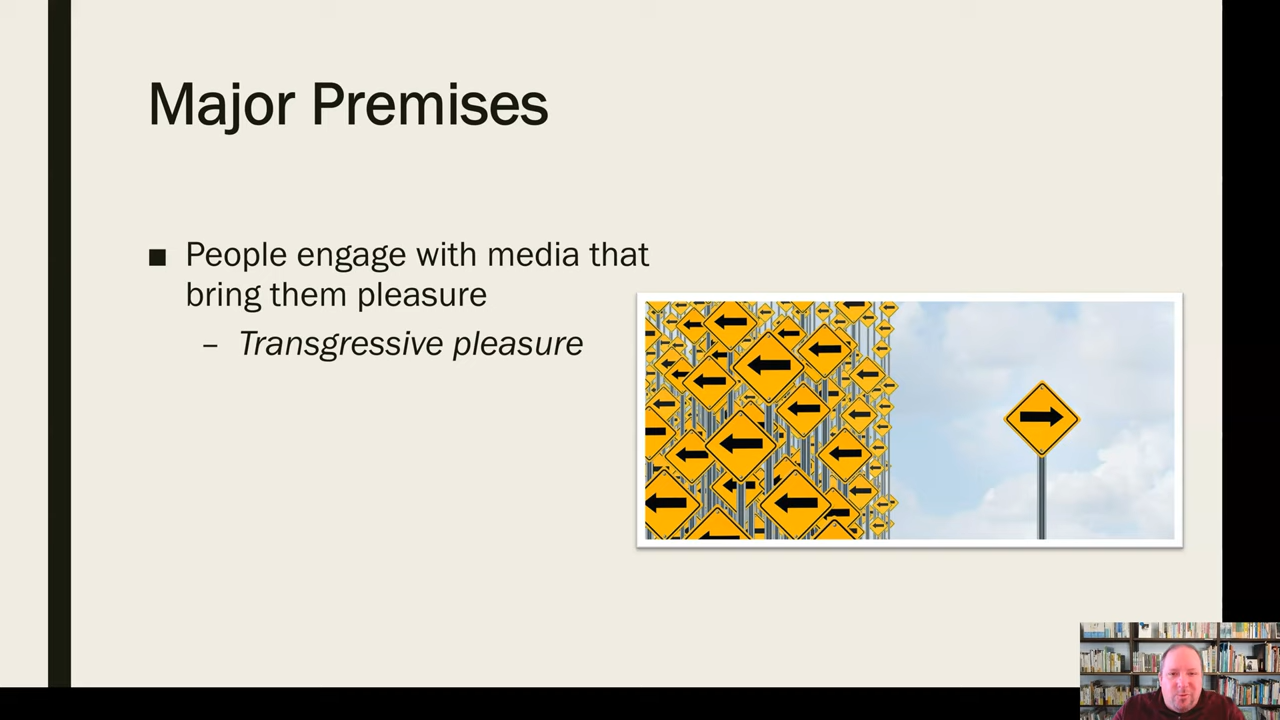 Major Premises
■ People engage with media that
bring them pleasure
– Transgressive pleasure